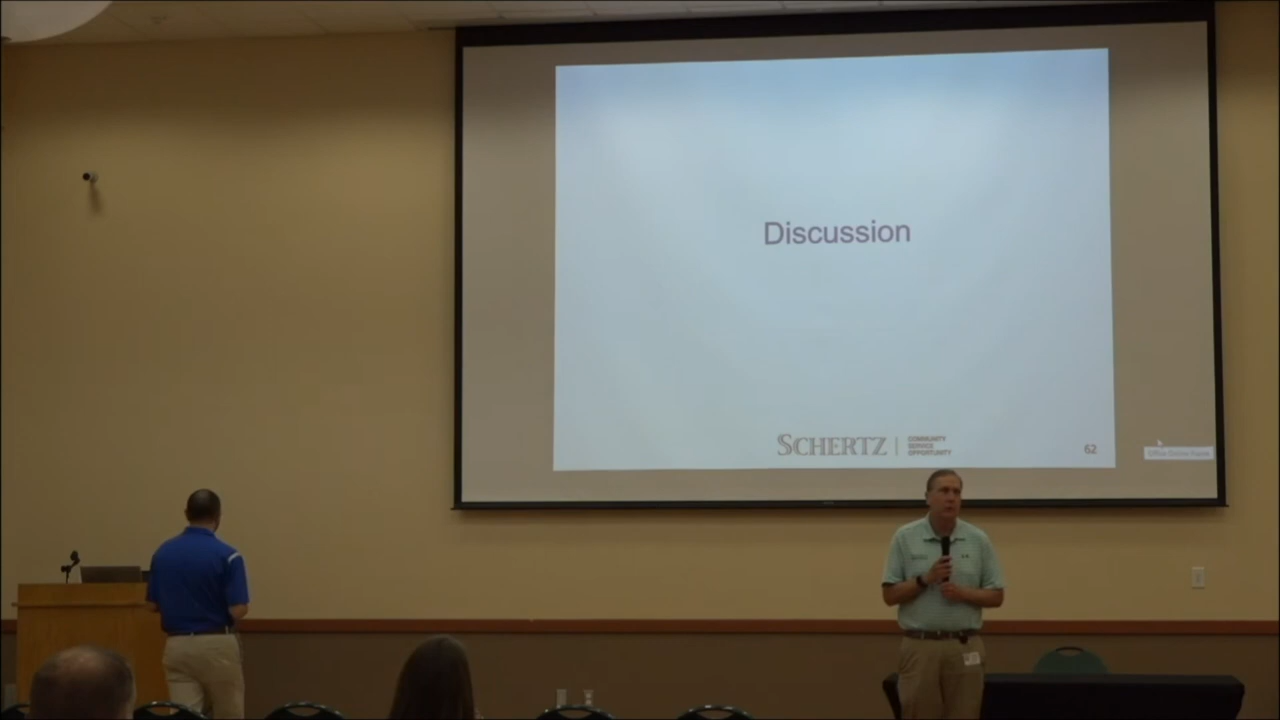 Discussion
SCHERTZ
COMMUNITY
SERVICE
OPPORTUNITY
62